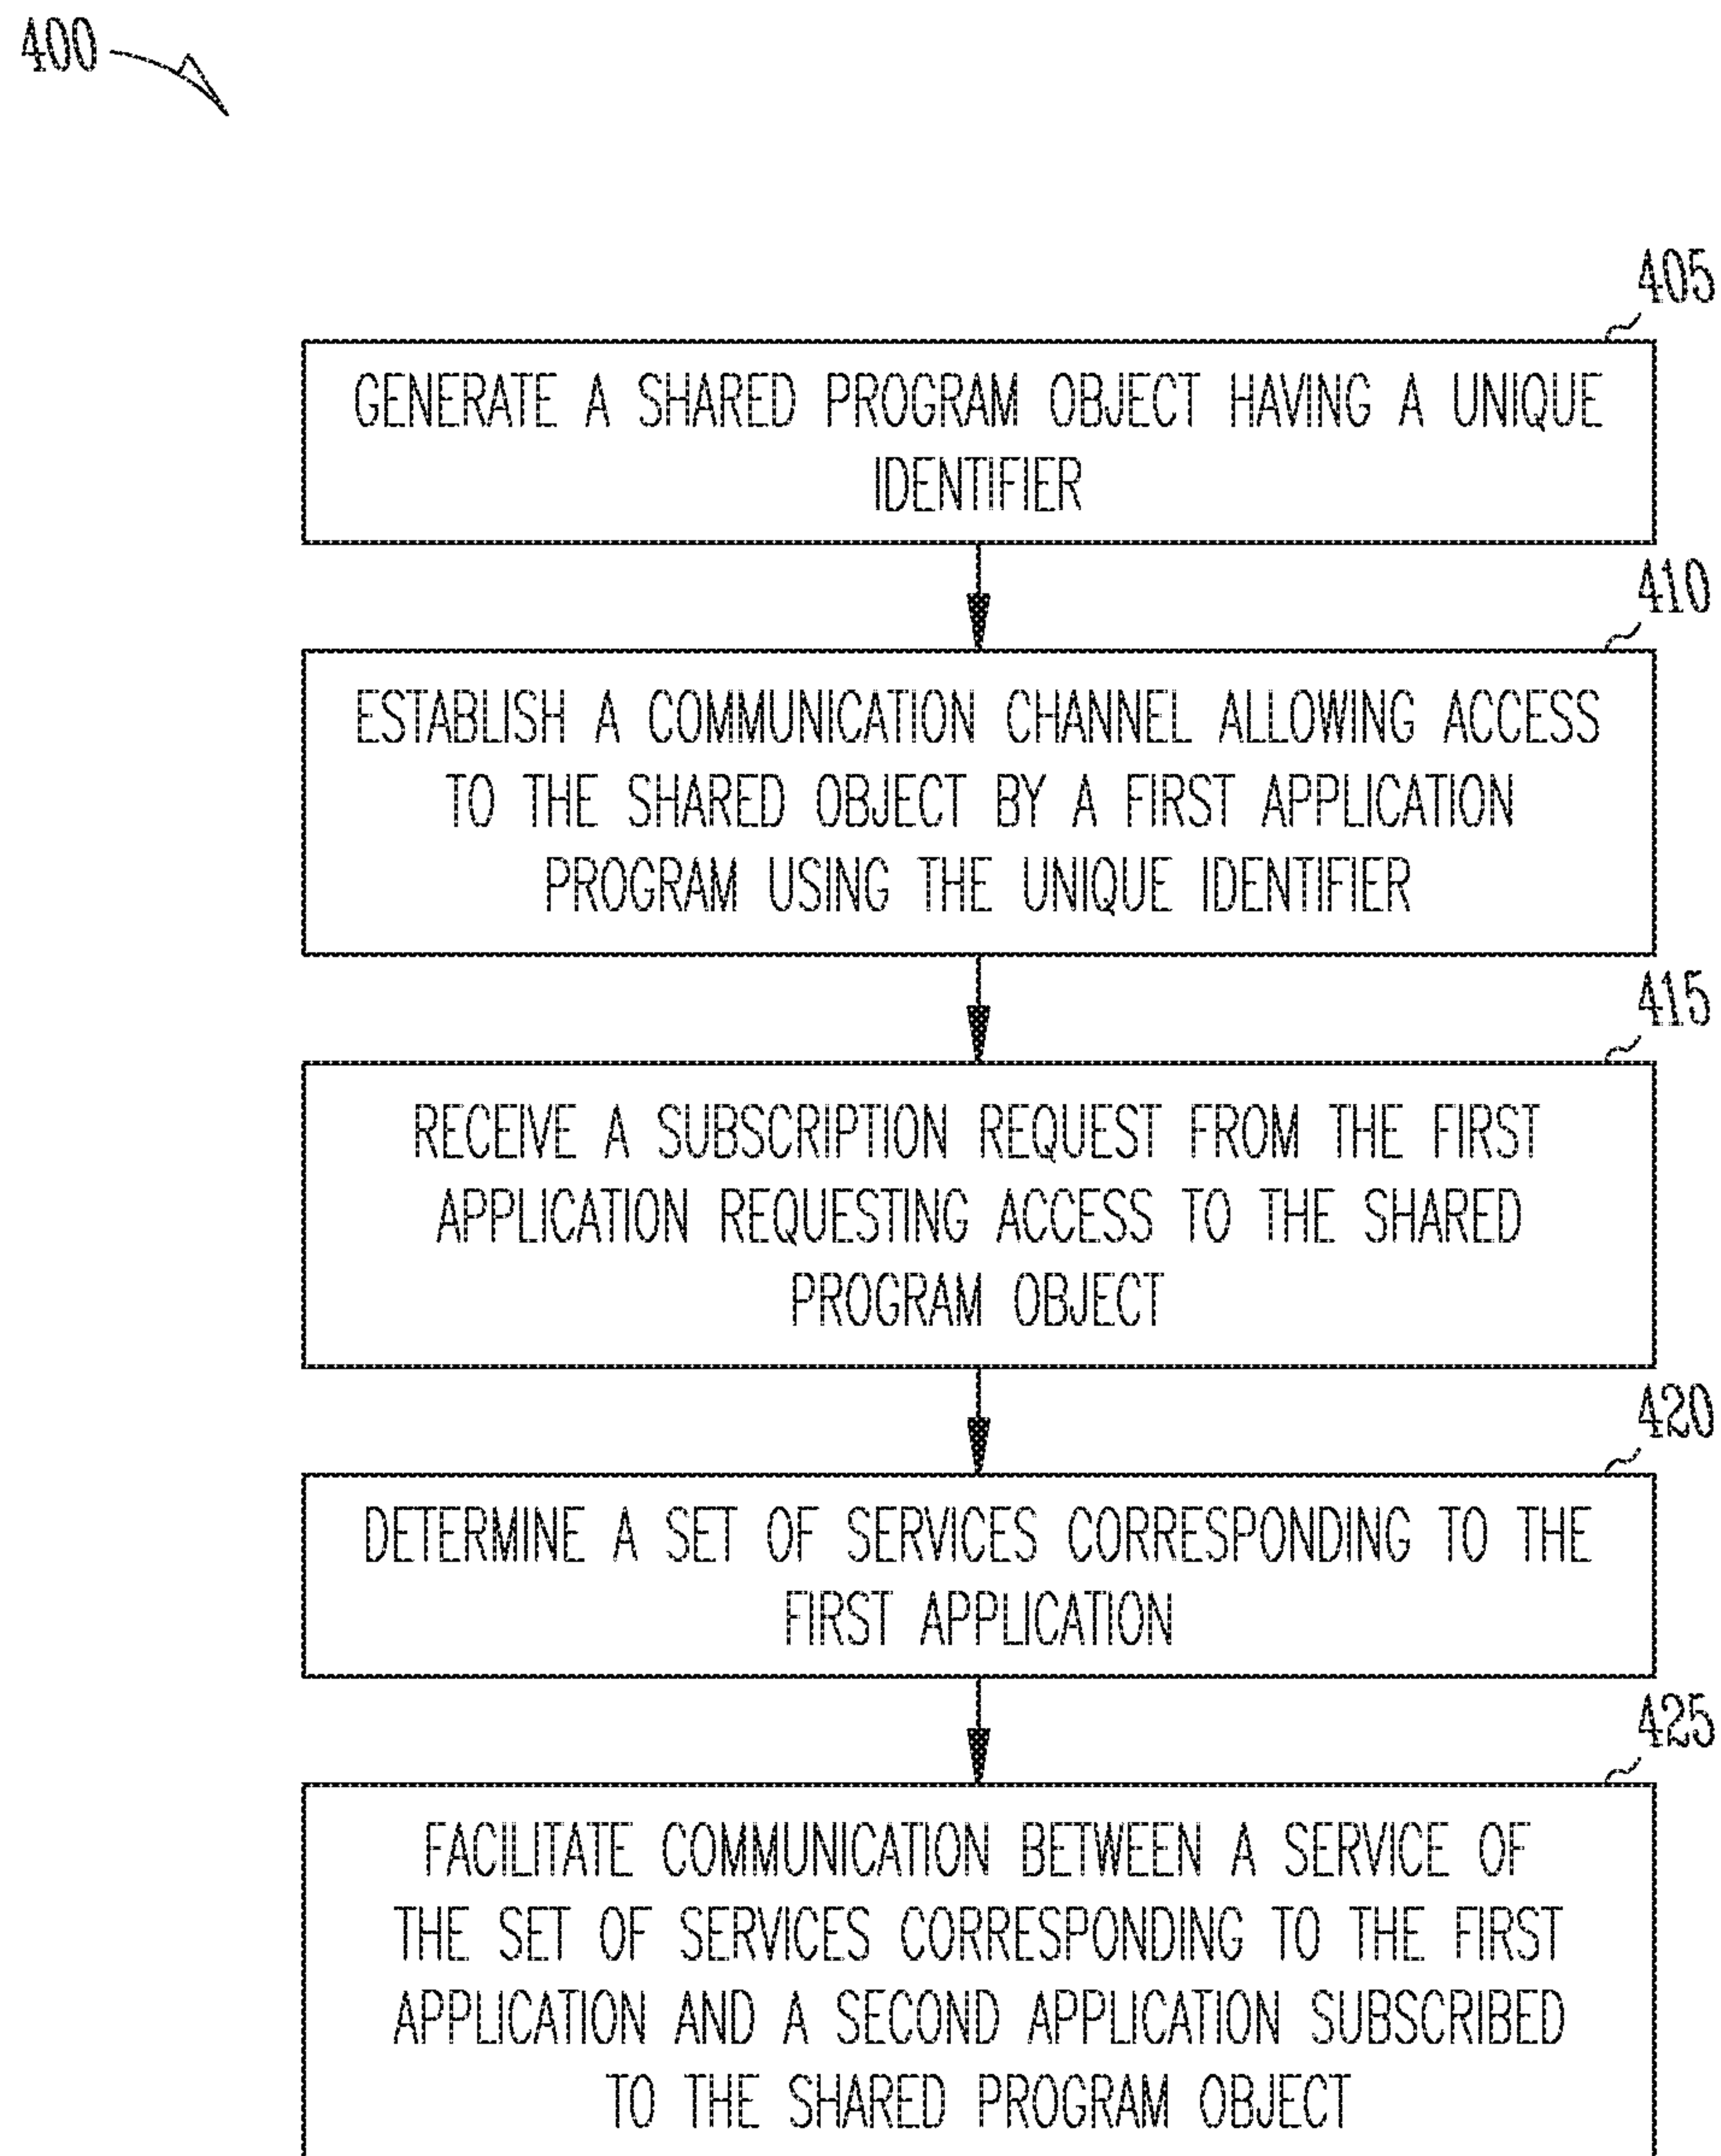 400
405
GENERATE A SHARED PROGRAM OBJECT HAVING A UNIQUE
IDENTIFIER
410
ESTABLISH A COMMUNICATION CHANNEL ALLOWING ACCESS
TO THE SHARED OBJECT BY A FIRST APPLICATION
PROGRAM USING THE UNIQUE IDENTIFIER
415
RECEIVE A SUBSCRIPTION REQUEST FROM THE FIRST
APPLICATION REQUESTING ACCESS TO THE SHARED
PROGRAM OBJECT
420
DETERMINE A SET OF SERVICES CORRESPONDING TO THE
FIRST APPLICATION
425
FACILITATE COMMUNICATION BETWEEN A SERVICE OF
THE SET OF SERVICES CORRESPONDING TO THE FIRST
APPLICATION AND A SECOND APPLICATION SUBSCRIBED
TO THE SHARED PROGRAM OBJECT